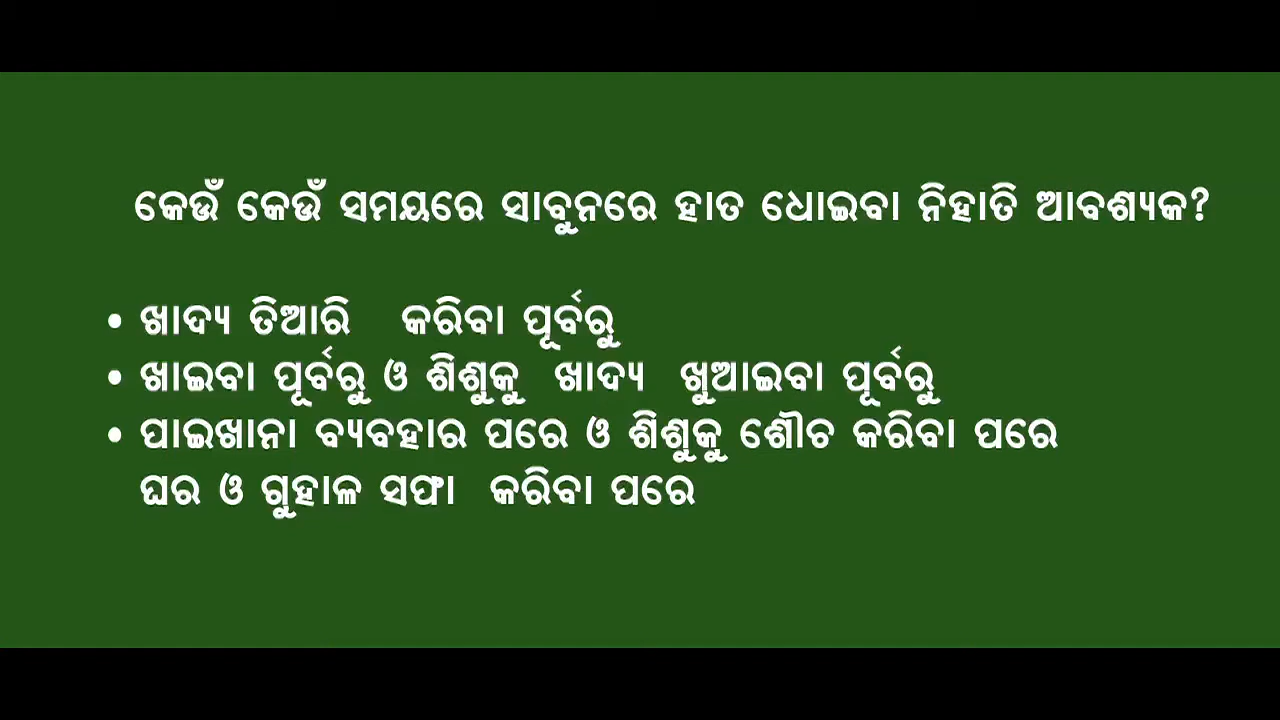 କେଉଁ କେଉଁ ସମୟରେ ସାବୁନରେ ହାତ ଧୋଇବା ନିହାତି ଆବଶ୍ୟକ?
• ଖାଦ୍ୟ ତିଆରି କରିବା ପୂର୍ବରୁ
• ଖାଇବା ପୂର୍ବରୁ ଓ ଶିଶୁକୁ ଖାଦ୍ୟ ଖୁଆଇବା ପୂର୍ବରୁ
• ପାଇଖାନା ବ୍ୟବହାର ପରେ ଓ ଶିଶୁକୁ ଶୌଚ କରିବା ପରେ
ଘର ଓ ଗୁହାଳ ସଫା କରିବା ପରେ